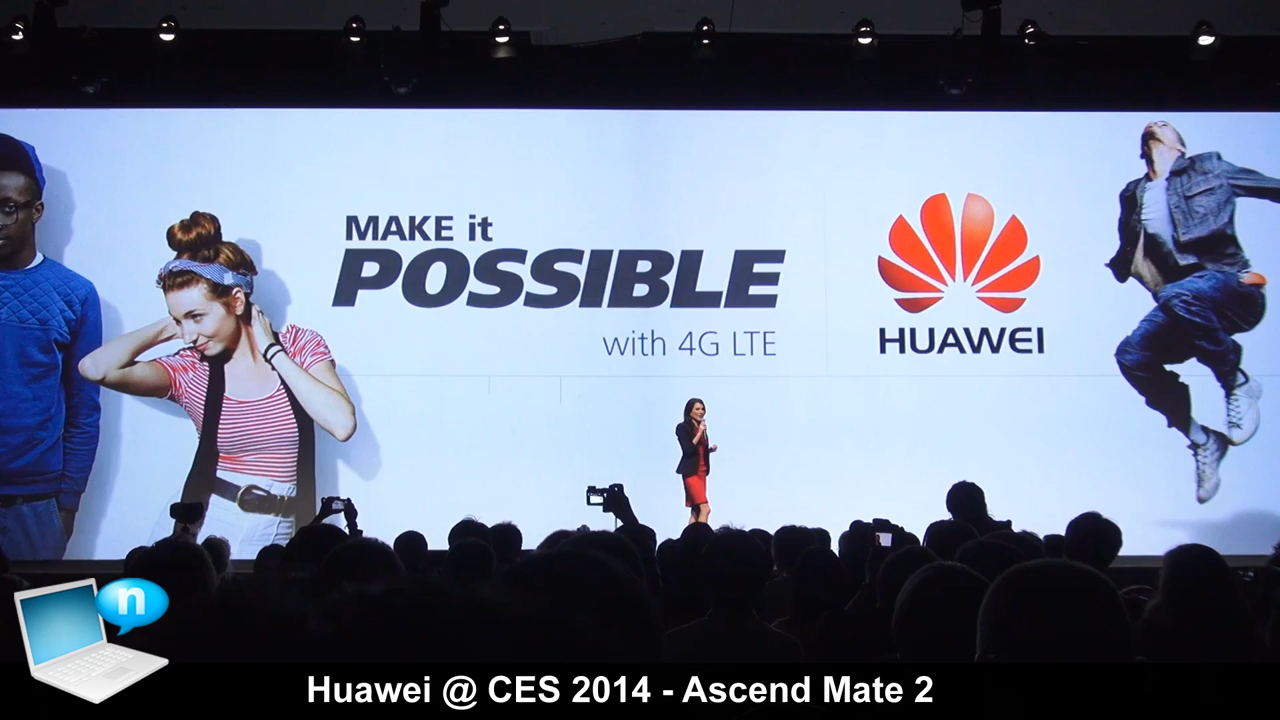 MAKE it
POSSIBLE
with 4G LTE
HUAWEI
n
Huawei @ CES 2014 - Ascend Mate 2